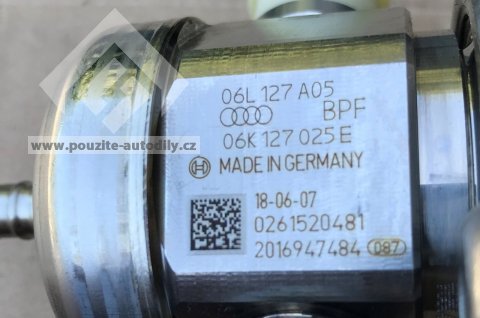 06L 127 A05
BPF
www.pouzite-autodily.cz
06K 127 025 E
MADE IN GERMANY
18-06-07
0261520481
2016947484 087